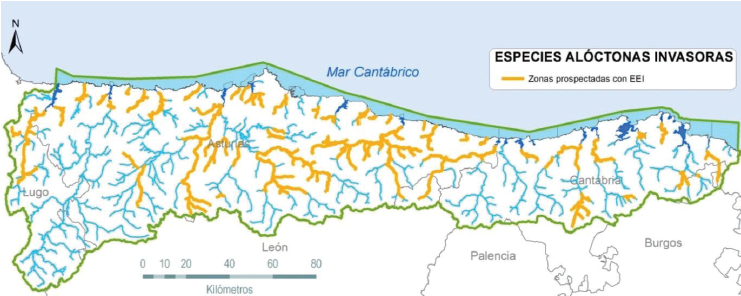 N
ESPECIES ALÓCTONAS INVASORAS
Zonas prospectadas con EEI
Mar Cantábrico
Asturias
Cantabria
Lugo
León
Palencia
Burgos
0 5 10 20 40 60 80
Kilómetros